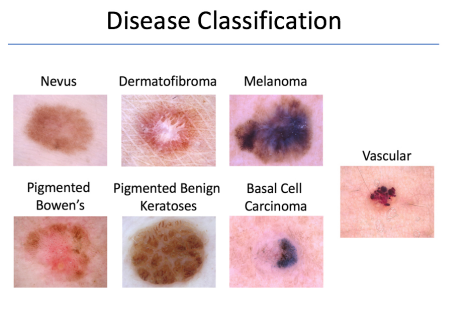 Disease Classification
Nevus
Dermatofibroma
Melanoma
Vascular
Pigmented
Bowen's
Pigmented Benign
Keratoses
Basal Cell
Carcinoma